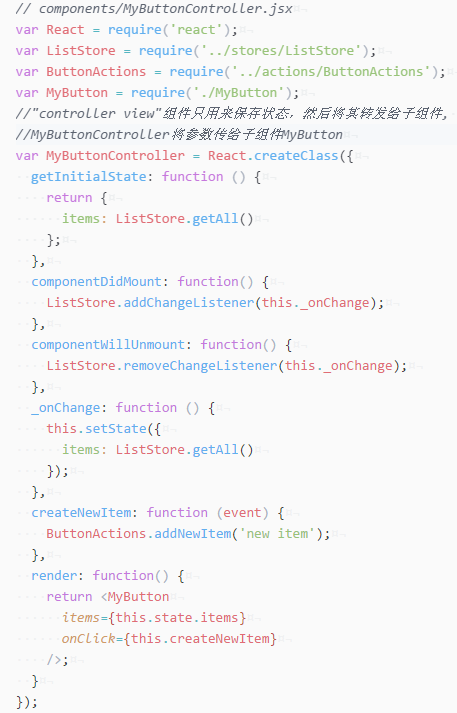 // components/MyButtonController.jsx
var React = require('react');
var ListStore = require('../stores/ListStore');
var ButtonActions = require('../actions/ButtonActions');
var MyButton = require('./MyButton');
//"controller view"组件只用来保存状态，然后将其转发给子组件,
//MyButtonController将参数传给子组件MyButton
var MyButtonController = React.createClass({
  getInitialState: function () {
    return {
      items: ListStore.getAll()
    };
  },
  componentDidMount: function() {
    ListStore.addChangeListener(this._onChange);
  },
  componentWillUnmount: function() {
    ListStore.removeChangeListener(this._onChange);
  },
  _onChange: function () {
    this.setState({
      items: ListStore.getAll()
    });
  },
  createNewItem: function (event) {
    ButtonActions.addNewItem('new item');
  },
  render: function() {
    return <MyButton
      items={this.state.items}
      onClick={this.createNewItem}
    />;
  }
});